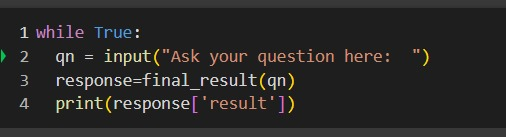 1 while True:
2 qn = input("Ask your question here:  ")
3 response=final_result(qn)
4 print(response['result'])